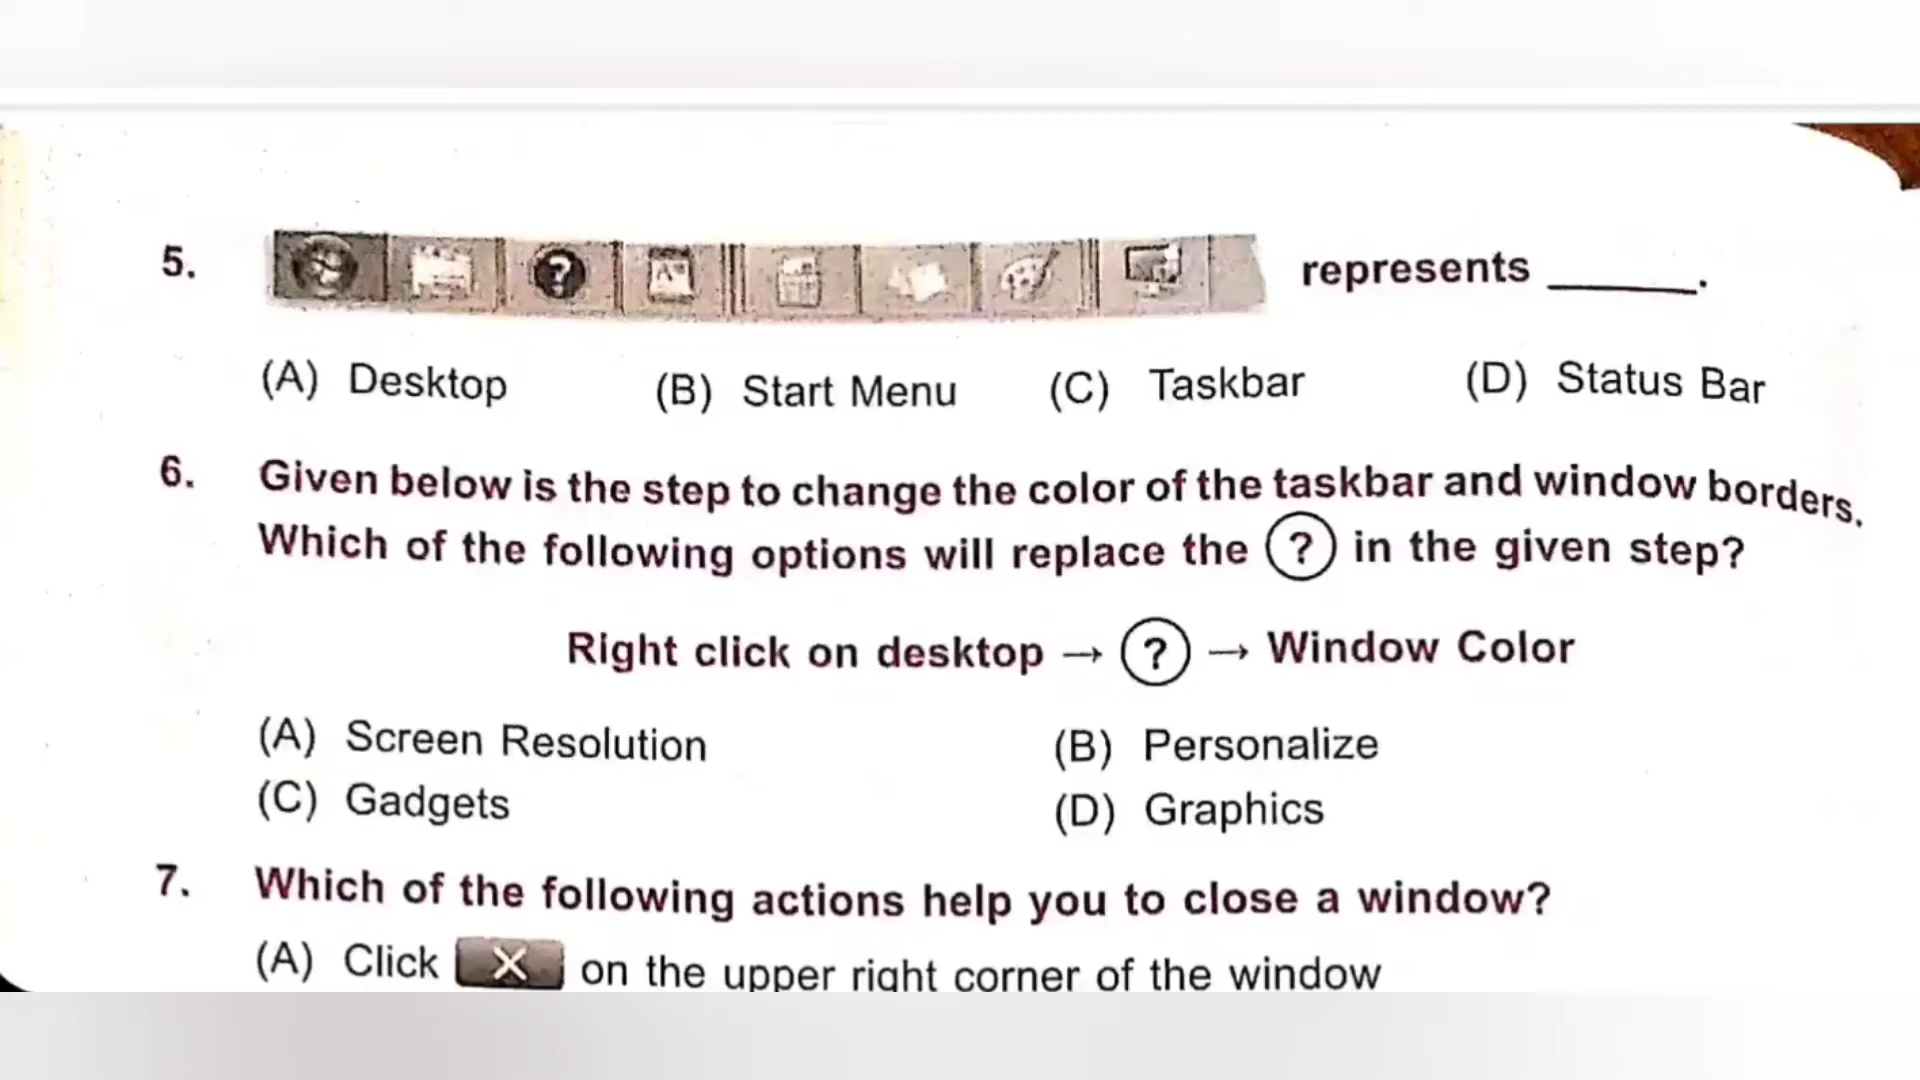 5. ? represents ______.
(A) Desktop (B) Start Menu (C) Taskbar (D) Status Bar
6. Given below is the step to change the color of the taskbar and window borders.
Which of the following options will replace the ? in the given step?
Right click on desktop → ? → Window Color
(A) Screen Resolution (B) Personalize
(C) Gadgets (D) Graphics
7. Which of the following actions help you to close a window?
(A) Click X on the upper right corner of the window